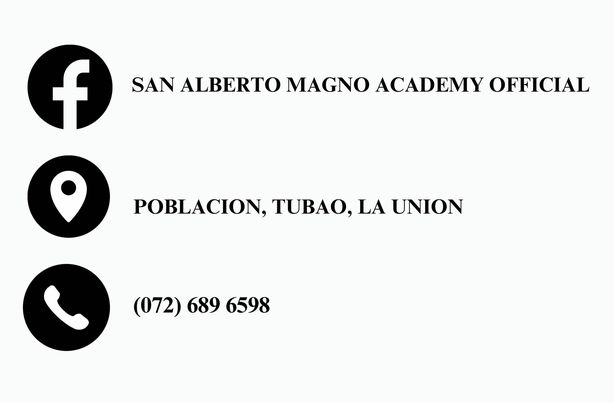 SAN ALBERTO MAGNO ACADEMY OFFICIAL
POBLACION, TUBAO, LA UNION
(072) 689 6598